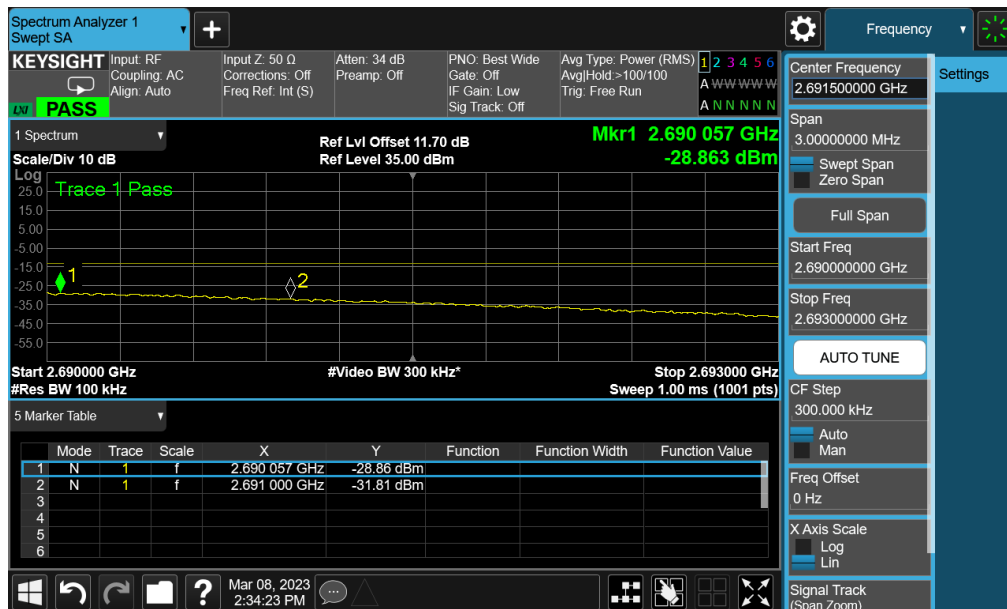 Spectrum Analyzer 1
Swept SA
+
Frequency
KEYSIGHT
LXI
PASS
Input: RF
Coupling: AC
Align: Auto
Input Z: 50 Ω
Corrections: Off
Freq Ref: Int (S)
Atten: 34 dB
Preamp: Off
PNO: Best Wide
Gate: Off
IF Gain: Low
Sig Track: Off
Avg Type: Power (RMS)
Avg|Hold:>100/100
Trig: Free Run
1 2 3 4 5 6
A W W W W W
A N N N N N
1 Spectrum
Scale/Div 10 dB
Ref Lvl Offset 11.70 dB
Ref Level 35.00 dBm
Mkr1 2.690 057 GHz
-28.863 dBm
Log
Trace 1 Pass
25.0
15.0
5.00
-5.00
-15.0
-25.0
-35.0
-45.0
-55.0
1
2
Start 2.690000 GHz
#Res BW 100 kHz
#Video BW 300 kHz*
Stop 2.693000 GHz
Sweep 1.00 ms (1001 pts)
5 Marker Table
Mode Trace Scale X Y Function Function Width Function Value
1 N 1 f 2.690 057 GHz -28.86 dBm
2 N 1 f 2.691 000 GHz -31.81 dBm
3
4
5
6
?
Mar 08, 2023
2:34:23 PM
Center Frequency
2.691500000 GHz
Settings
Span
3.00000000 MHz
Swept Span
Zero Span
Full Span
Start Freq
2.690000000 GHz
Stop Freq
2.693000000 GHz
AUTO TUNE
CF Step
300.000 kHz
Auto
Man
Freq Offset
0 Hz
X Axis Scale
Log
Lin
Signal Track
(Span Zoom)